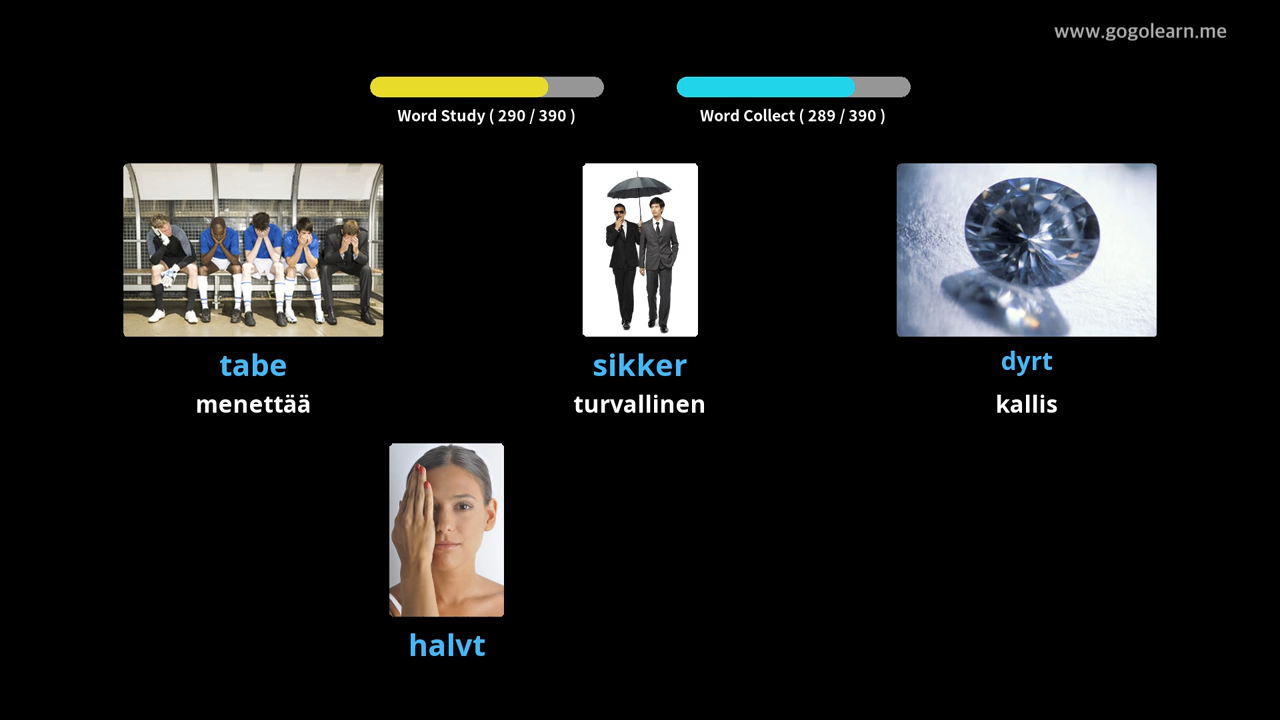 www.gogolearn.me
Word Study ( 290 / 390 )
Word Collect ( 289 / 390 )
tabe
menettää
sikker
turvallinen
dyrt
kallis
halvt